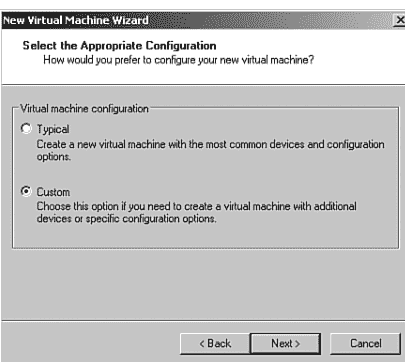 New Virtual Machine Wizard
Select the Appropriate Configuration
How would you prefer to configure your new virtual machine?
Virtual machine configuration
Typical
Create a new virtual machine with the most common devices and configuration
options.
Custom
Choose this option if you need to create a virtual machine with additional
devices or specific configuration options.
< Back Next > Cancel